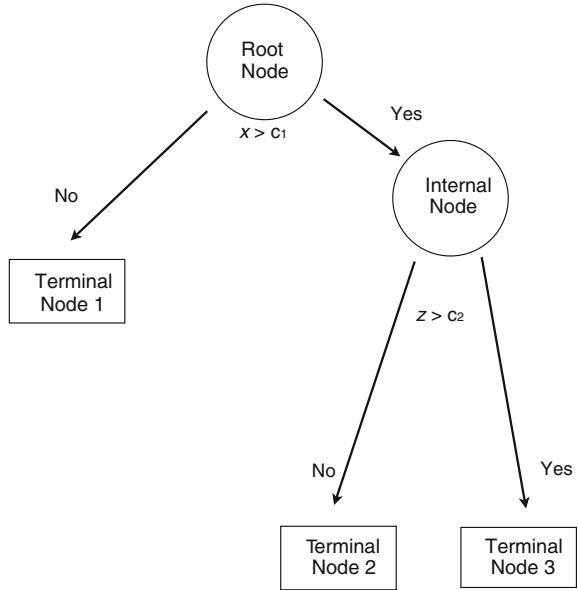 Root
Node
x > c₁
Yes
No
Internal
Node
Terminal
Node 1
z > c₂
No
Yes
Terminal
Node 2
Terminal
Node 3